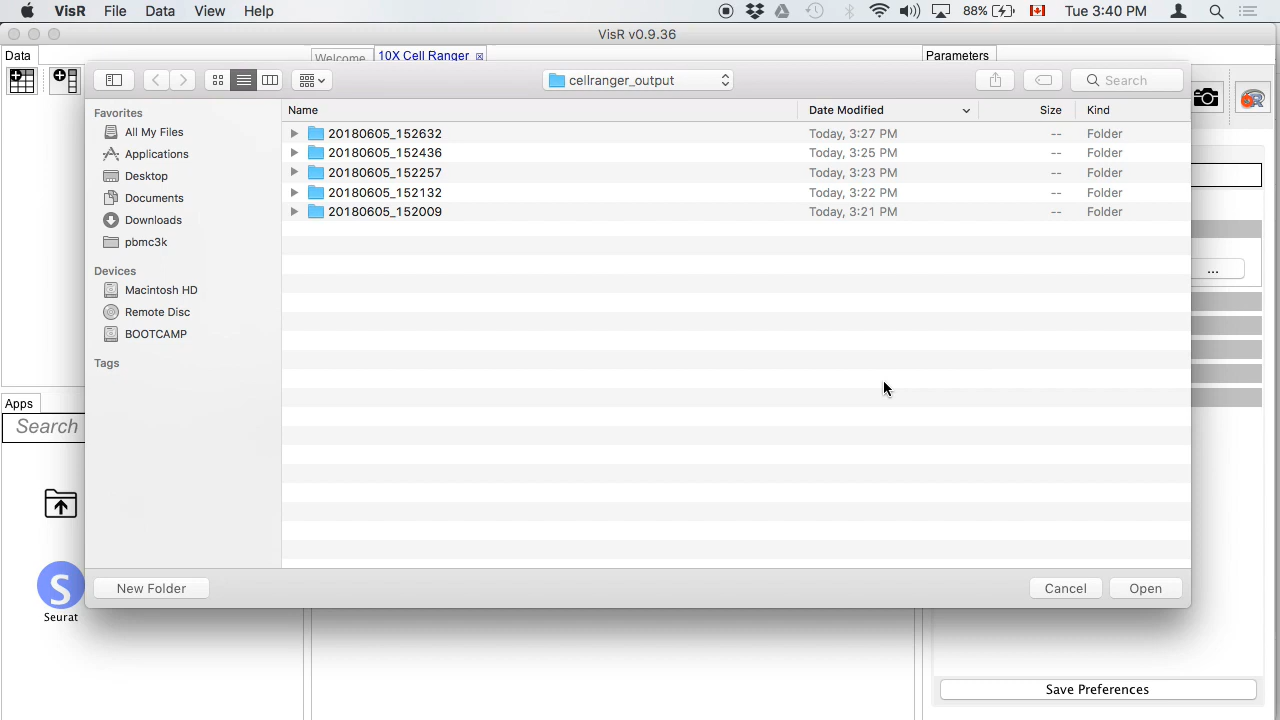 VisR File Data View Help 88% Tue 3:40 PM
VisR v0.9.36
Data Welcome 10X Cell Ranger Parameters
cellranger_output Search
Favorites
All My Files
Applications
Desktop
Documents
Downloads
pbmc3k
Devices
Macintosh HD
Remote Disc
BOOTCAMP
Tags
Name Date Modified Size Kind
20180605_152632 Today, 3:27 PM -- Folder
20180605_152436 Today, 3:25 PM -- Folder
20180605_152257 Today, 3:23 PM -- Folder
20180605_152132 Today, 3:22 PM -- Folder
20180605_152009 Today, 3:21 PM -- Folder
...
Apps
Search
S
Seurat
New Folder Cancel Open
Save Preferences